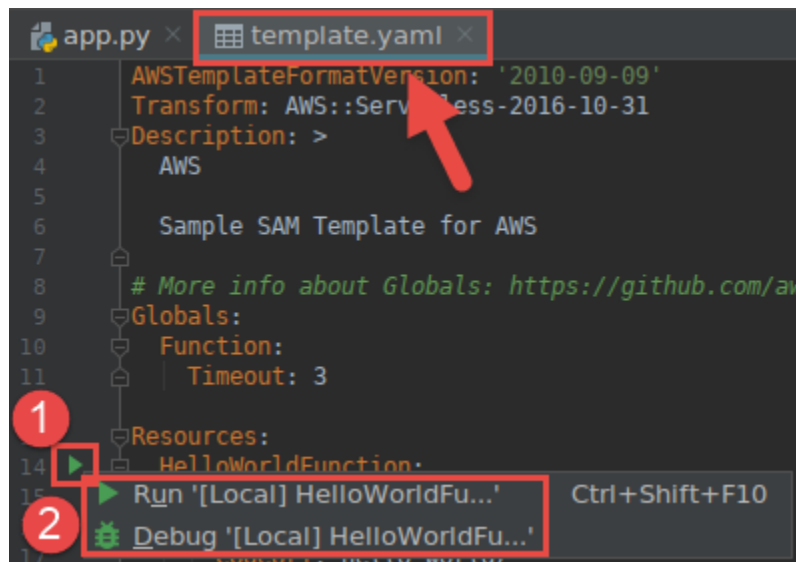 app.py
template.yaml
1 AWSTemplateFormatVersion: '2010-09-09'
2 Transform: AWS::Serv less-2016-10-31
3 Description: >
4 AWS
5
6 Sample SAM Template for AWS
7
8 # More info about Globals: https://github.com/aw
9 Globals:
10 Function:
11 Timeout: 3
1
Resources:
14 HelloWorldFunction:
15 Run '[Local] HelloWorldFu...' Ctrl+Shift+F10
2 Debug '[Local] HelloWorldFu...'
17